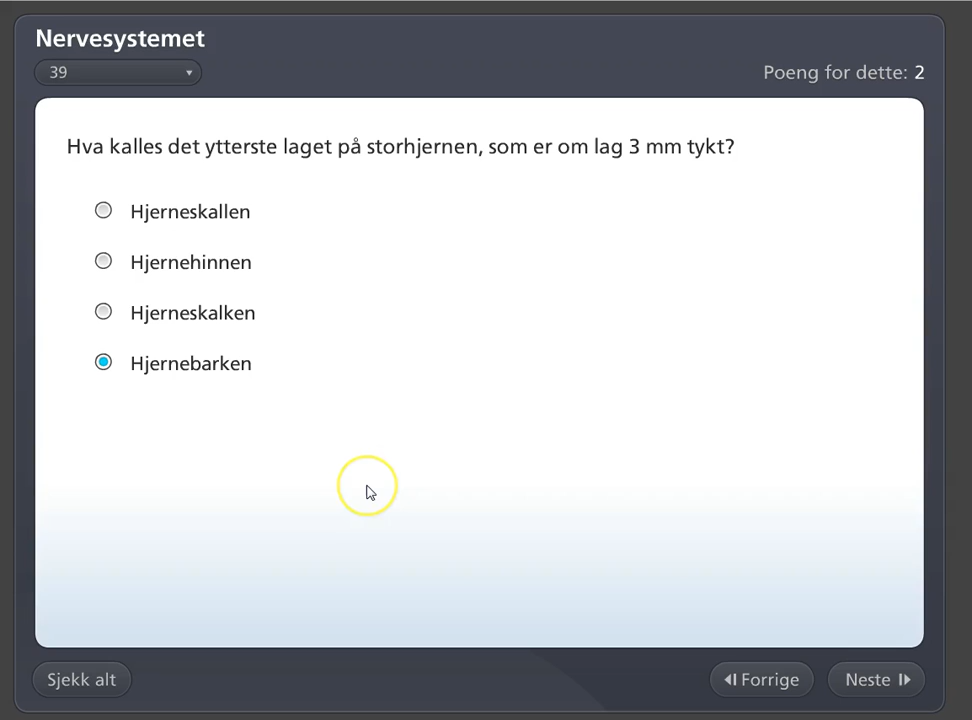 Nervesystemet
39
Poeng for dette: 2
Hva kalles det ytterste laget på storhjernen, som er om lag 3 mm tykt?
Hjerneskallen
Hjernehinnen
Hjerneskalken
Hjernebarken
Sjekk alt
Forrige
Neste